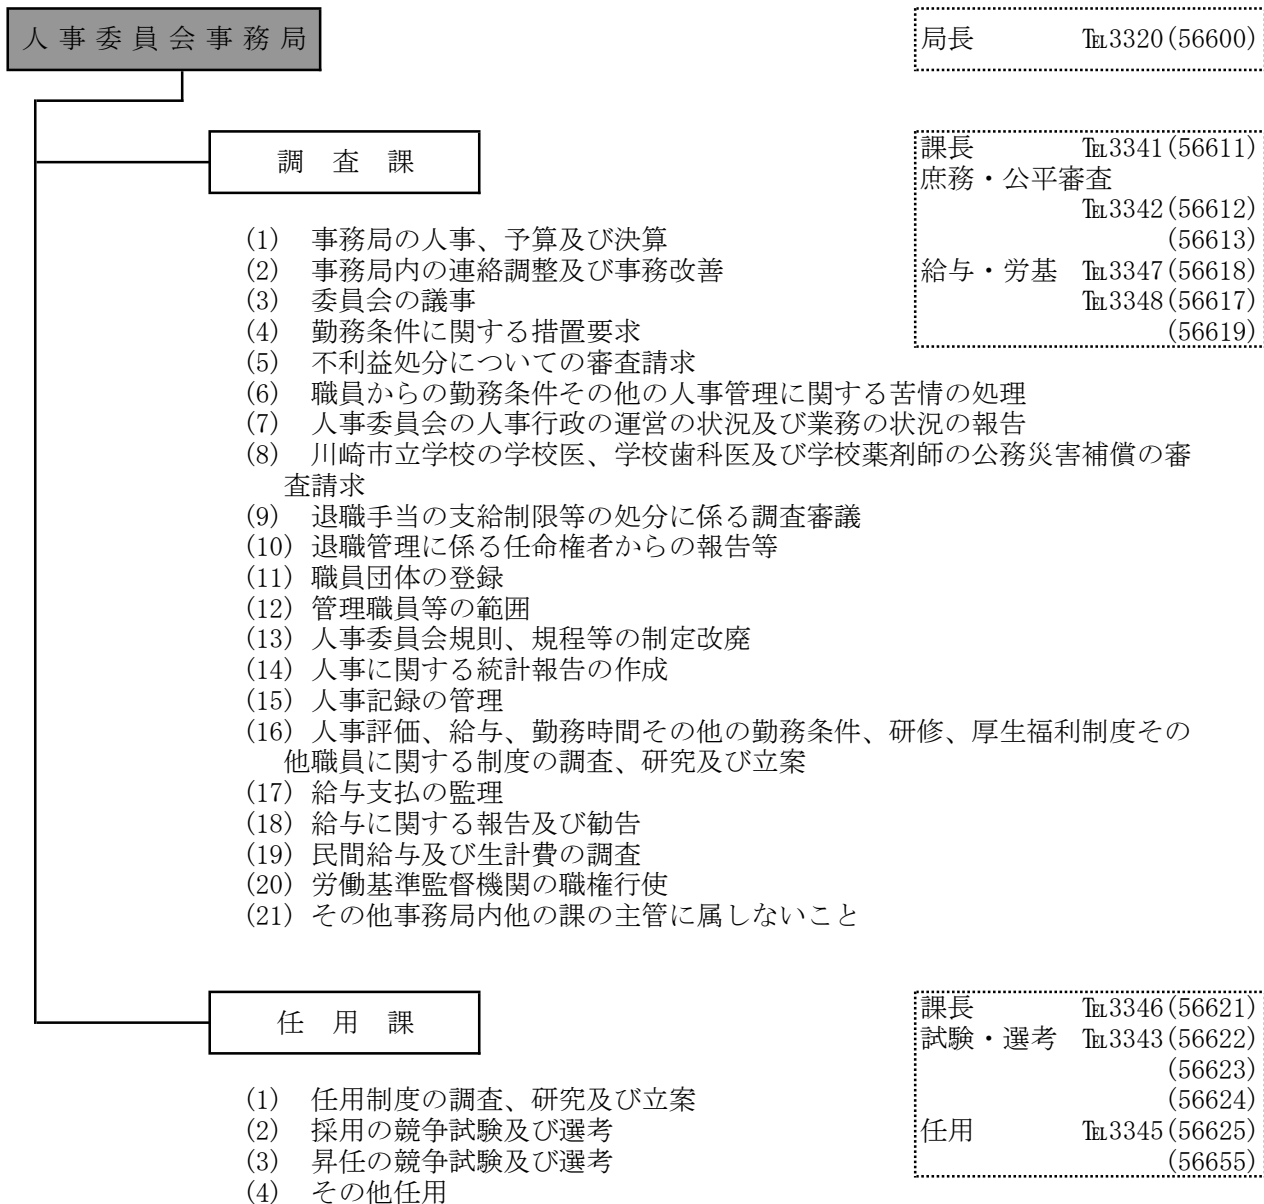 人事委員会事務局
局長 ℡3320(56600)
調査課
課長 ℡3341(56611)
庶務・公平審査
℡3342(56612)
(56613)
給与・労基 ℡3347(56618)
℡3348(56617)
(56619)
(1) 事務局の人事、予算及び決算
(2) 事務局内の連絡調整及び事務改善
(3) 委員会の議事
(4) 勤務条件に関する措置要求
(5) 不利益処分についての審査請求
(6) 職員からの勤務条件その他の人事管理に関する苦情の処理
(7) 人事委員会の人事行政の運営の状況及び業務の状況の報告
(8) 川崎市立学校の学校医、学校歯科医及び学校薬剤師の公務災害補償の審
査請求
(9) 退職手当の支給制限等の処分に係る調査審議
(10) 退職管理に係る任命権者からの報告等
(11) 職員団体の登録
(12) 管理職員等の範囲
(13) 人事委員会規則、規程等の制定改廃
(14) 人事に関する統計報告の作成
(15) 人事記録の管理
(16) 人事評価、給与、勤務時間その他の勤務条件、研修、厚生福利制度その
他職員に関する制度の調査、研究及び立案
(17) 給与支払の監理
(18) 給与に関する報告及び勧告
(19) 民間給与及び生計費の調査
(20) 労働基準監督機関の職権行使
(21) その他事務局内他の課の主管に属しないこと
任用課
課長 ℡3346(56621)
試験・選考 ℡3343(56622)
(56623)
(56624)
任用 ℡3345(56625)
(56655)
(1) 任用制度の調査、研究及び立案
(2) 採用の競争試験及び選考
(3) 昇任の競争試験及び選考
(4) その他任用